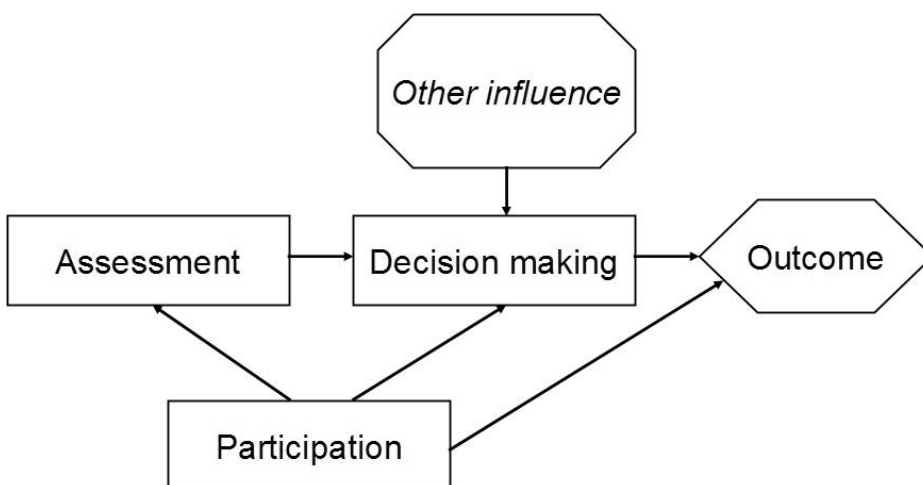 Other influence
Assessment
Decision making
Outcome
Participation